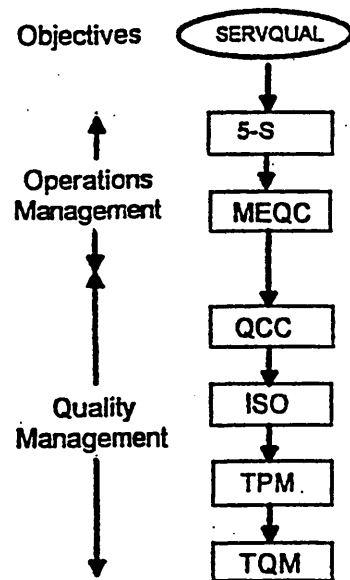 Objectives
SERVQUAL
5-S
Operations
Management
MEQC
QCC
ISO
Quality
Management
TPM
TQM